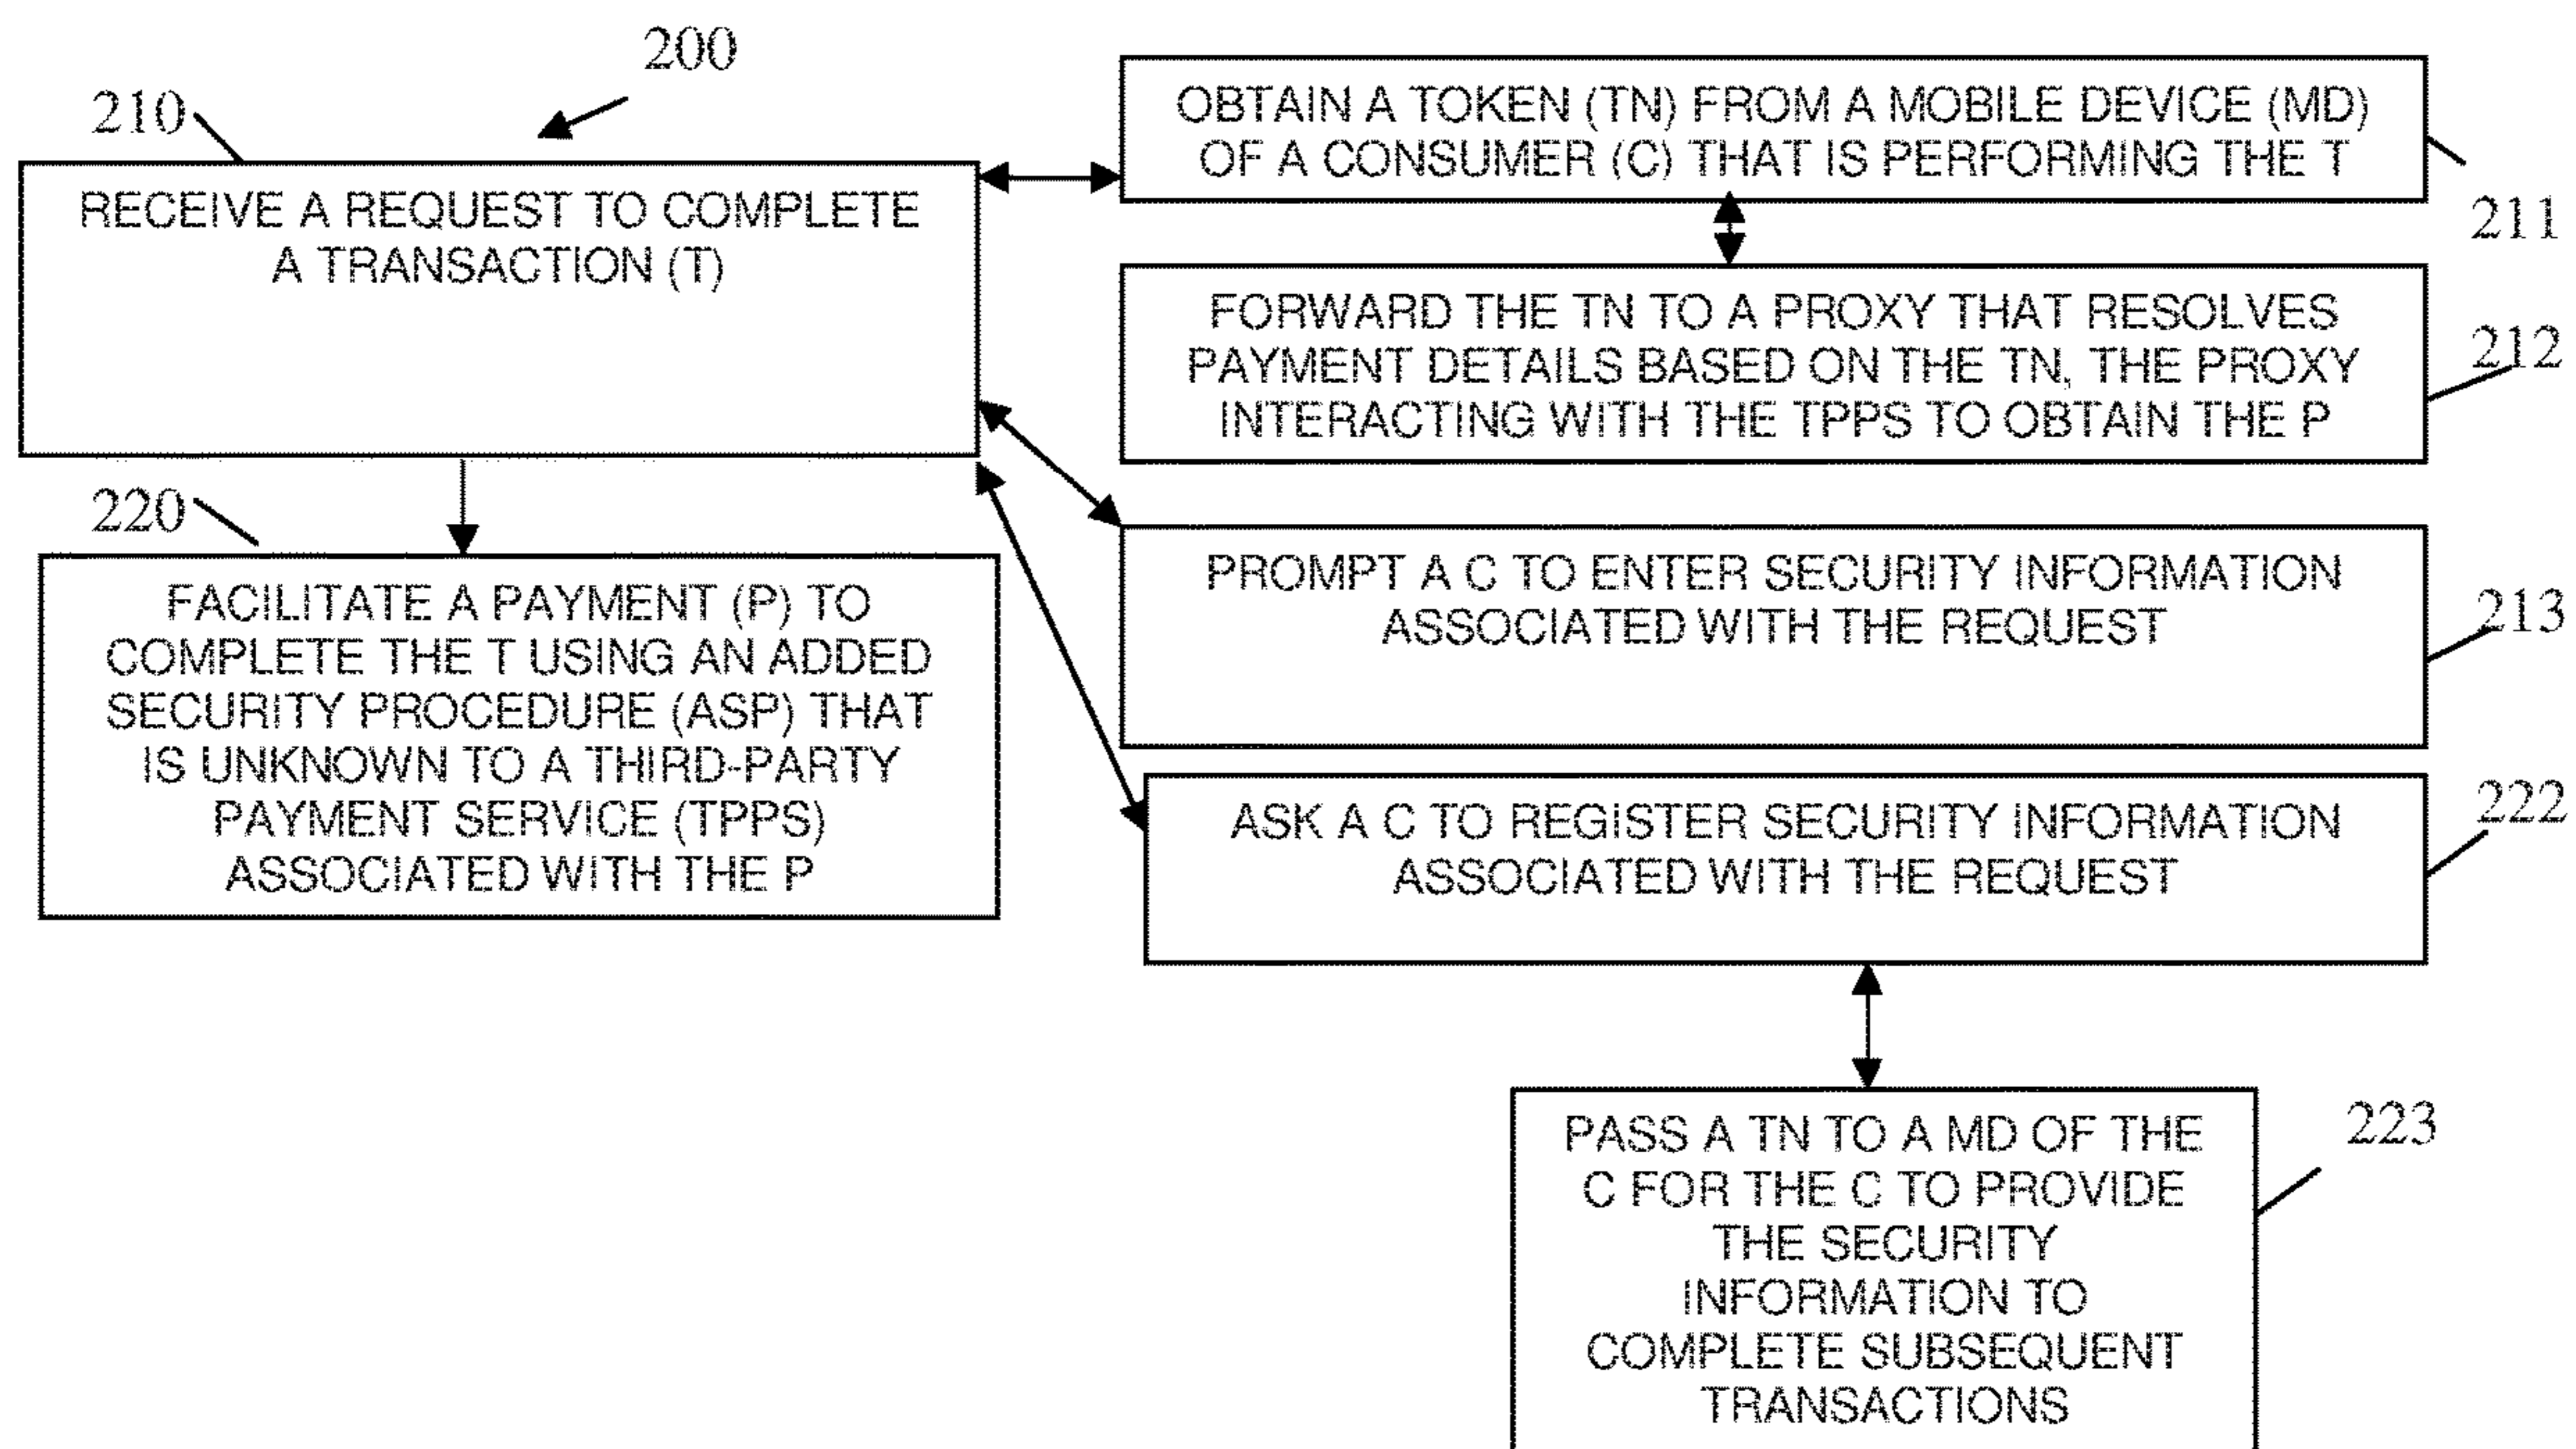 200
210
RECEIVE A REQUEST TO COMPLETE
A TRANSACTION (T)
OBTAIN A TOKEN (TN) FROM A MOBILE DEVICE (MD)
OF A CONSUMER (C) THAT IS PERFORMING THE T
211
FORWARD THE TN TO A PROXY THAT RESOLVES
PAYMENT DETAILS BASED ON THE TN, THE PROXY
INTERACTING WITH THE TPPS TO OBTAIN THE P
212
220
FACILITATE A PAYMENT (P) TO
COMPLETE THE T USING AN ADDED
SECURITY PROCEDURE (ASP) THAT
IS UNKNOWN TO A THIRD-PARTY
PAYMENT SERVICE (TPPS)
ASSOCIATED WITH THE P
PROMPT A C TO ENTER SECURITY INFORMATION
ASSOCIATED WITH THE REQUEST
213
ASK A C TO REGISTER SECURITY INFORMATION
ASSOCIATED WITH THE REQUEST
222
PASS A TN TO A MD OF THE
C FOR THE C TO PROVIDE
THE SECURITY
INFORMATION TO
COMPLETE SUBSEQUENT
TRANSACTIONS
223